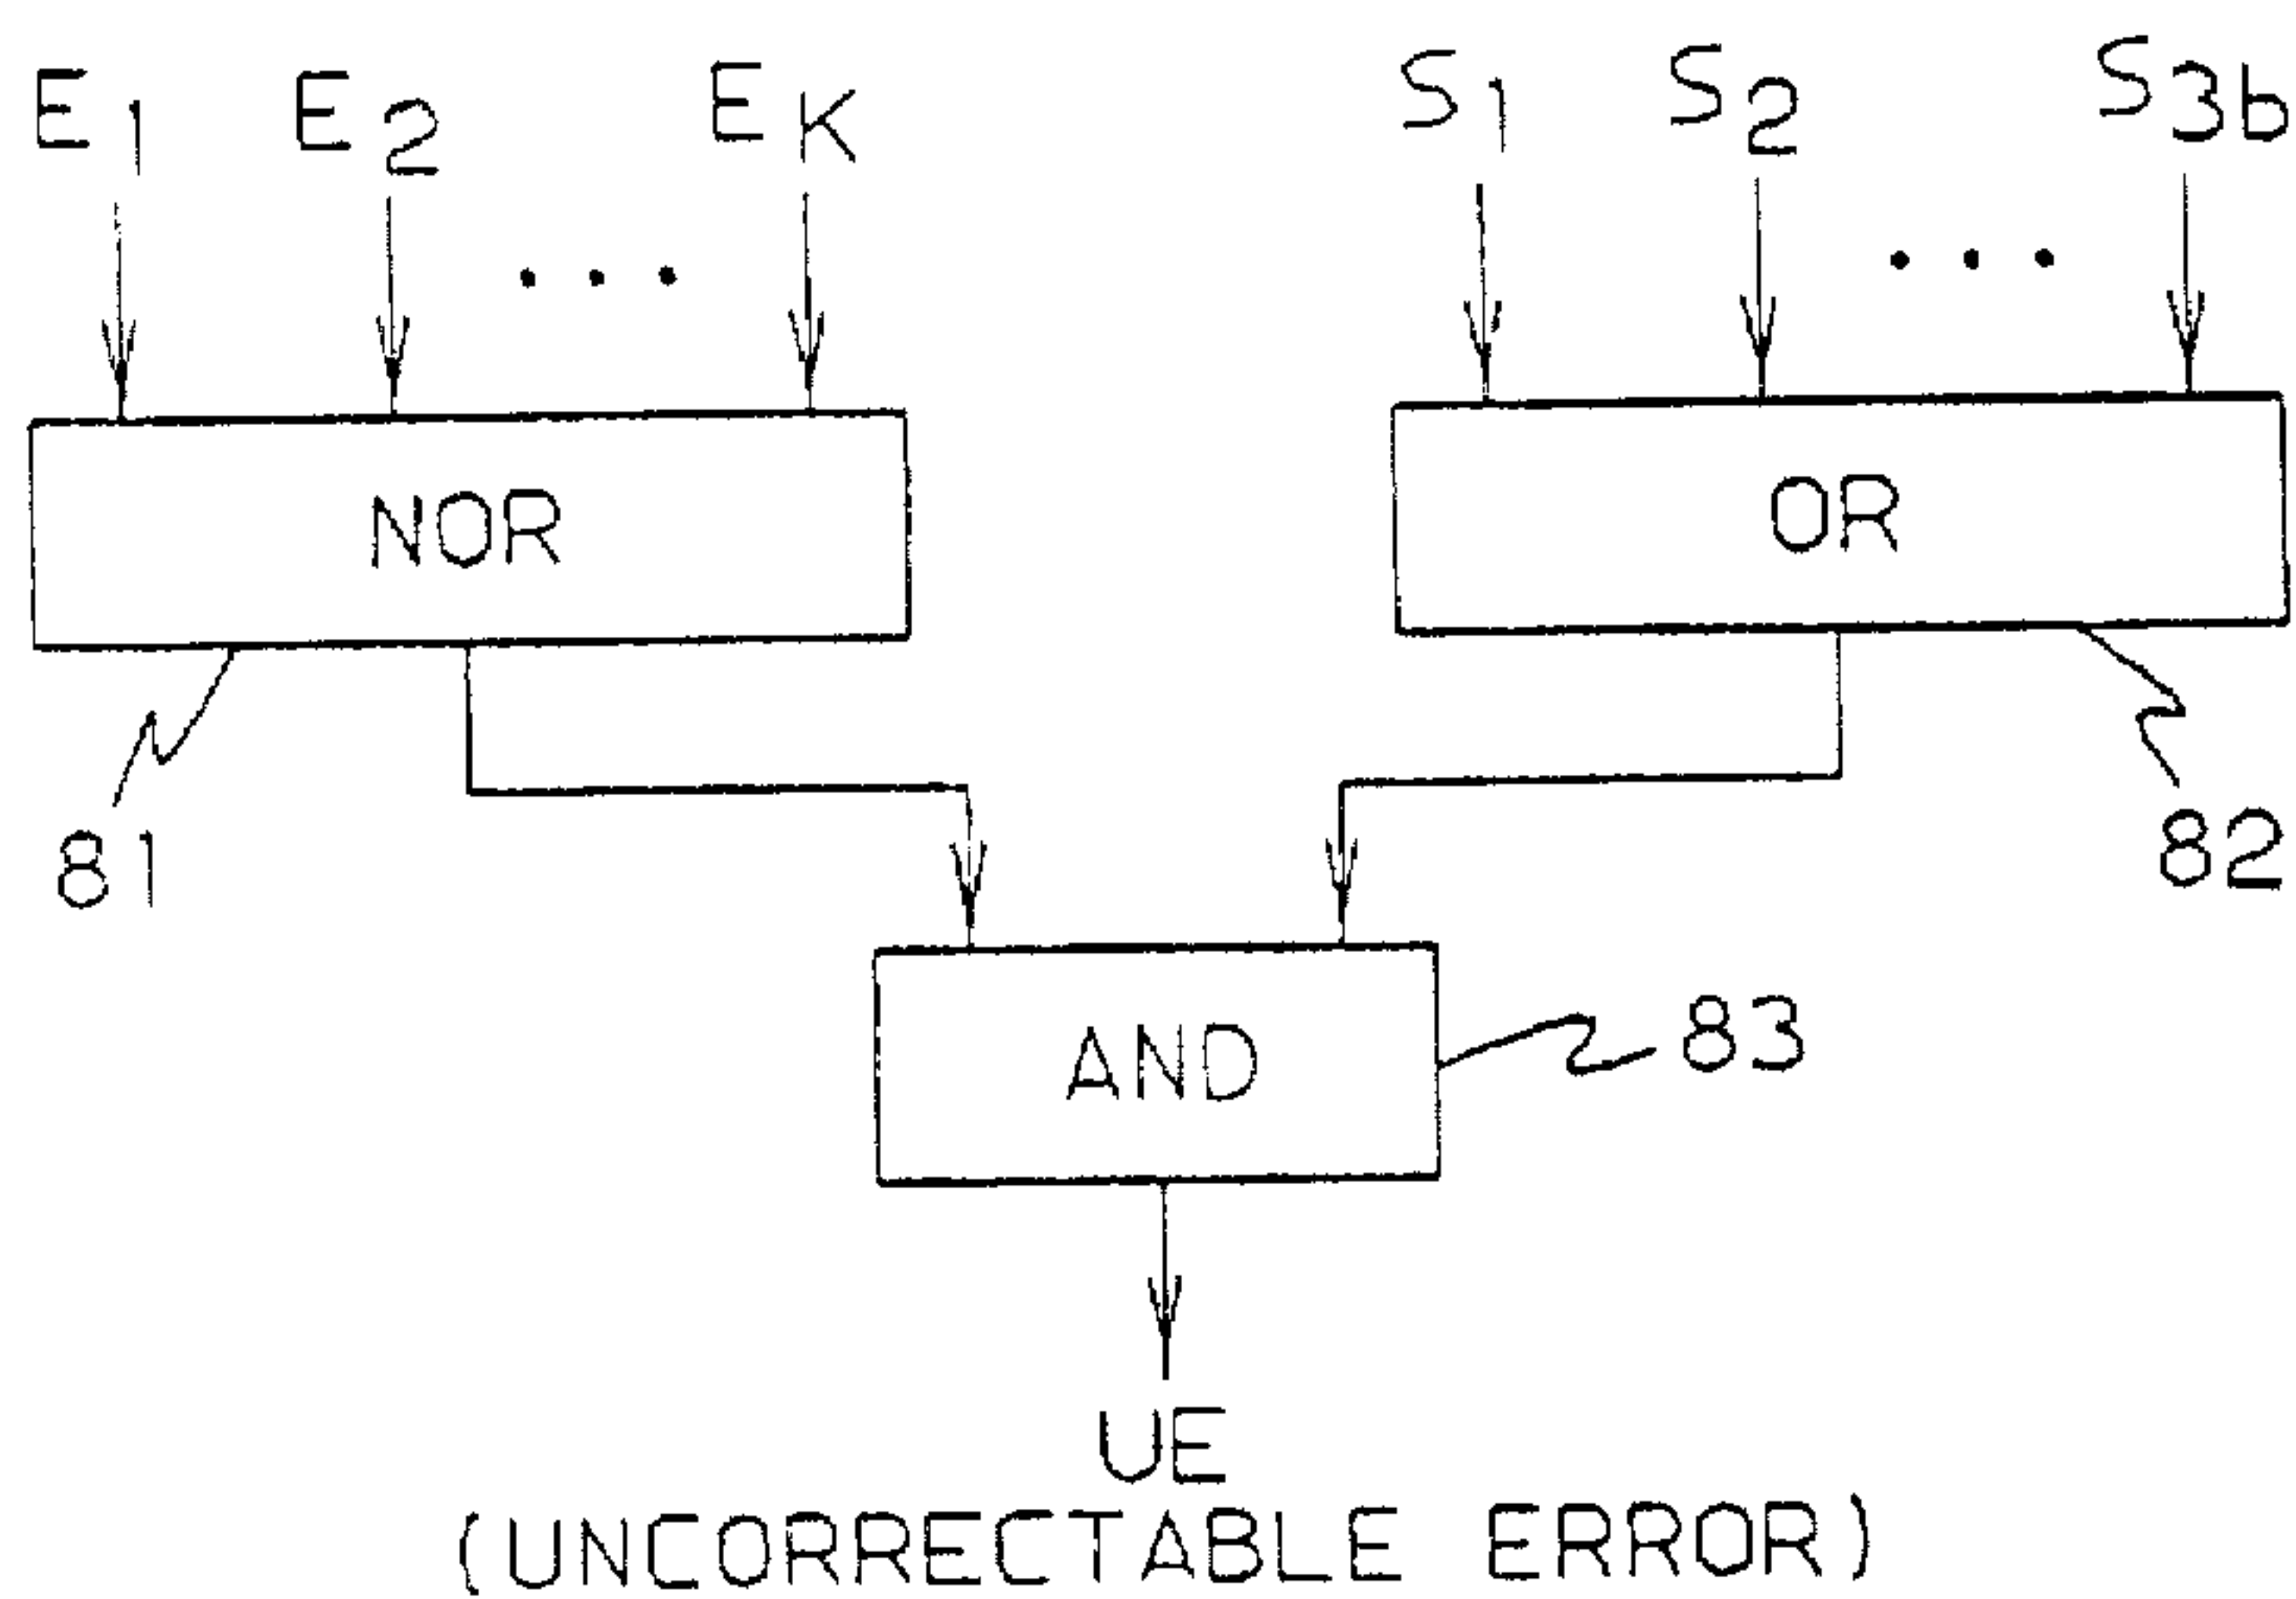 E1 E2 ... EK
S1 S2 ... S3b
NOR
OR
81
82
AND
83
UE
(UNCORRECTABLE ERROR)